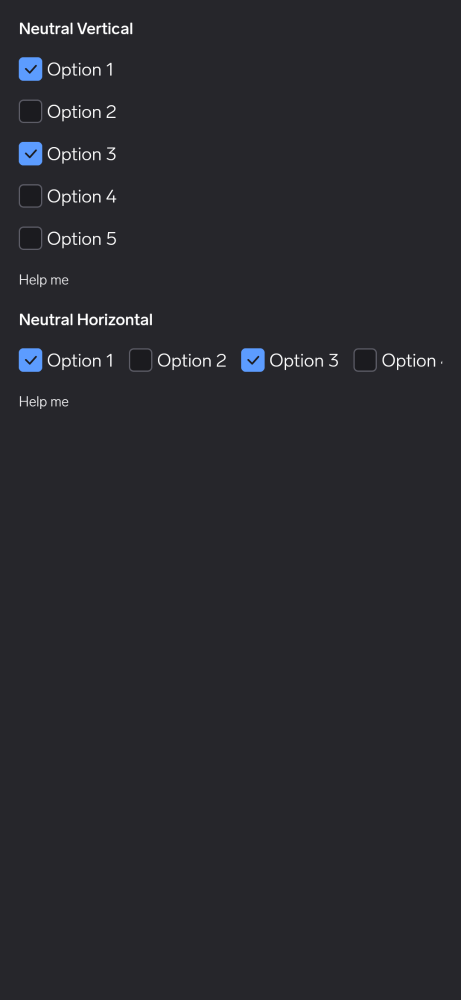 Neutral Vertical
Option 1
Option 2
Option 3
Option 4
Option 5
Help me
Neutral Horizontal
Option 1 Option 2 Option 3 Option
Help me